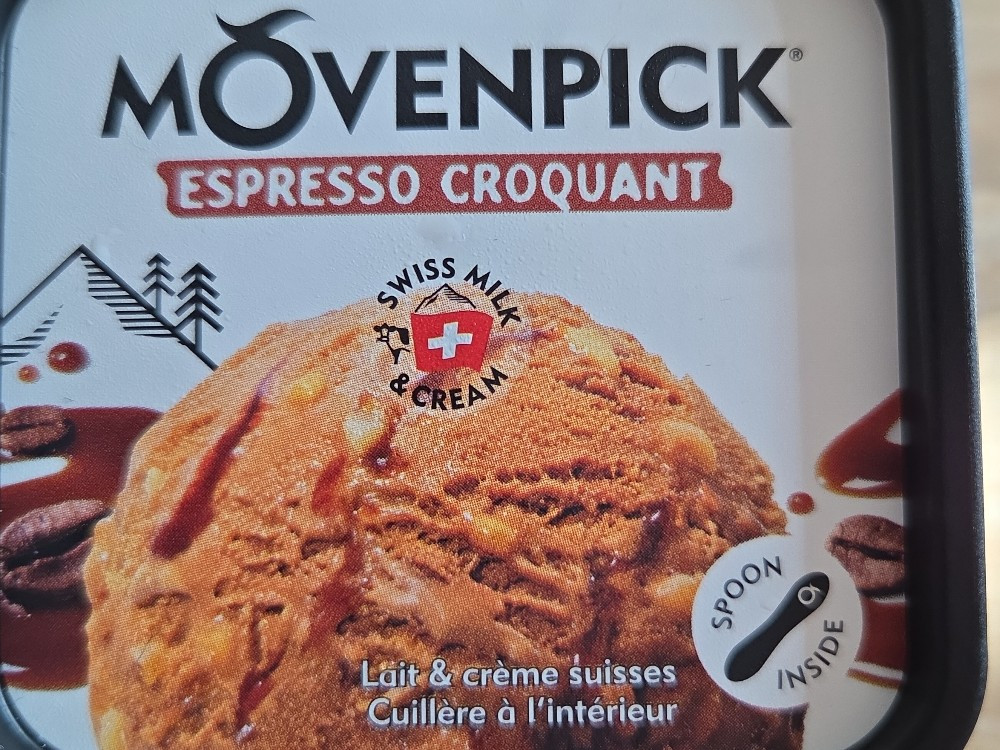 MÖVENPICK®
ESPRESSO CROQUANT
SWISS MILK
& CREAM
SPOON
INSIDE
Lait & crème suisses
Cuillère à l'intérieur